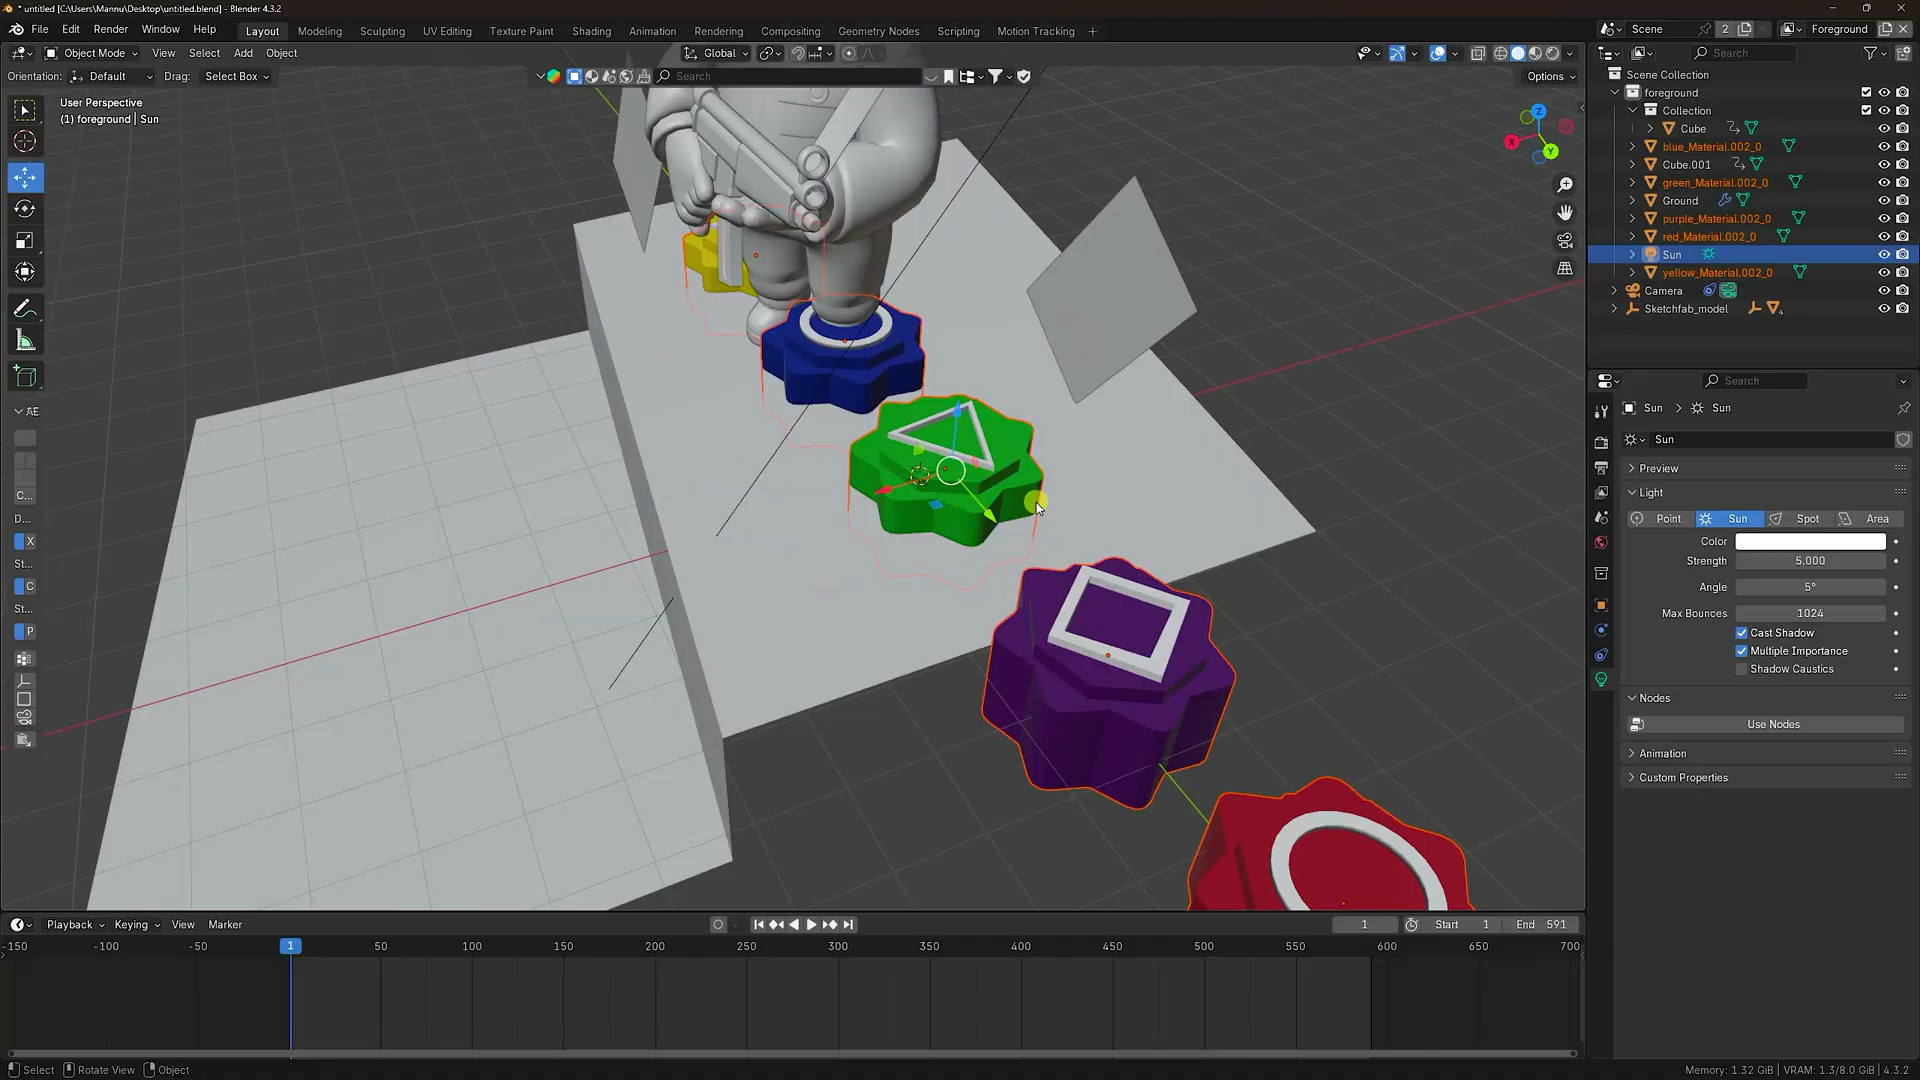 * untitled [C:\Users\Mannu\Desktop\untitled.blend] - Blender 4.3.2
File Edit Render Window Help Layout Modeling Sculpting UV Editing Texture Paint Shading Animation Rendering Compositing Geometry Nodes Scripting Motion Tracking + Scene 2 Foreground
Object Mode View Select Add Object Global Search
Orientation: Default Drag: Select Box Search Options
User Perspective
(1) foreground | Sun
Z
X
Y
AE
C...
D...
X
St...
C
St...
P
Scene Collection
foreground
Collection
Cube
blue_Material.002_0
Cube.001
green_Material.002_0
Ground
purple_Material.002_0
red_Material.002_0
Sun
yellow_Material.002_0
Camera
Sketchfab_model 4
Search
Sun > Sun
Sun
Preview
Light
Point Sun Spot Area
Color
Strength 5.000
Angle 5°
Max Bounces 1024
Cast Shadow
Multiple Importance
Shadow Caustics
Nodes
Use Nodes
Animation
Custom Properties
Playback Keying View Marker 1 Start 1 End 591
-150 -100 -50 1 50 100 150 200 250 300 350 400 450 500 550 600 650 700
Select Rotate View Object Memory: 1.32 GiB | VRAM: 1.3/8.0 GiB | 4.3.2